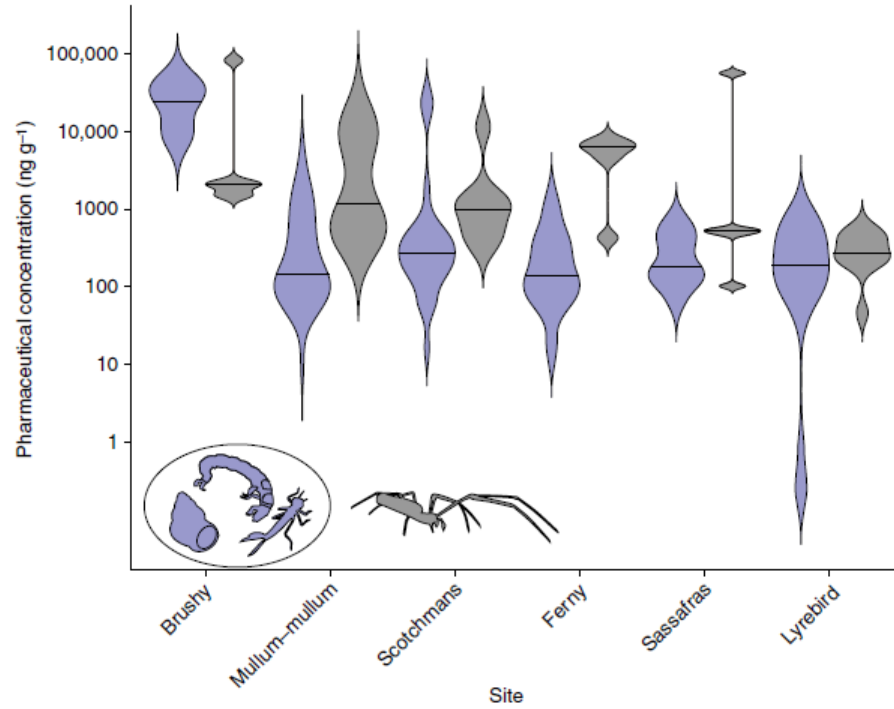 Pharmaceutical concentration (ng g⁻¹)
100,000
10,000
1000
100
10
1
Brushy
Mullum–mullum
Scotchmans
Ferny
Sassafras
Lyrebird
Site